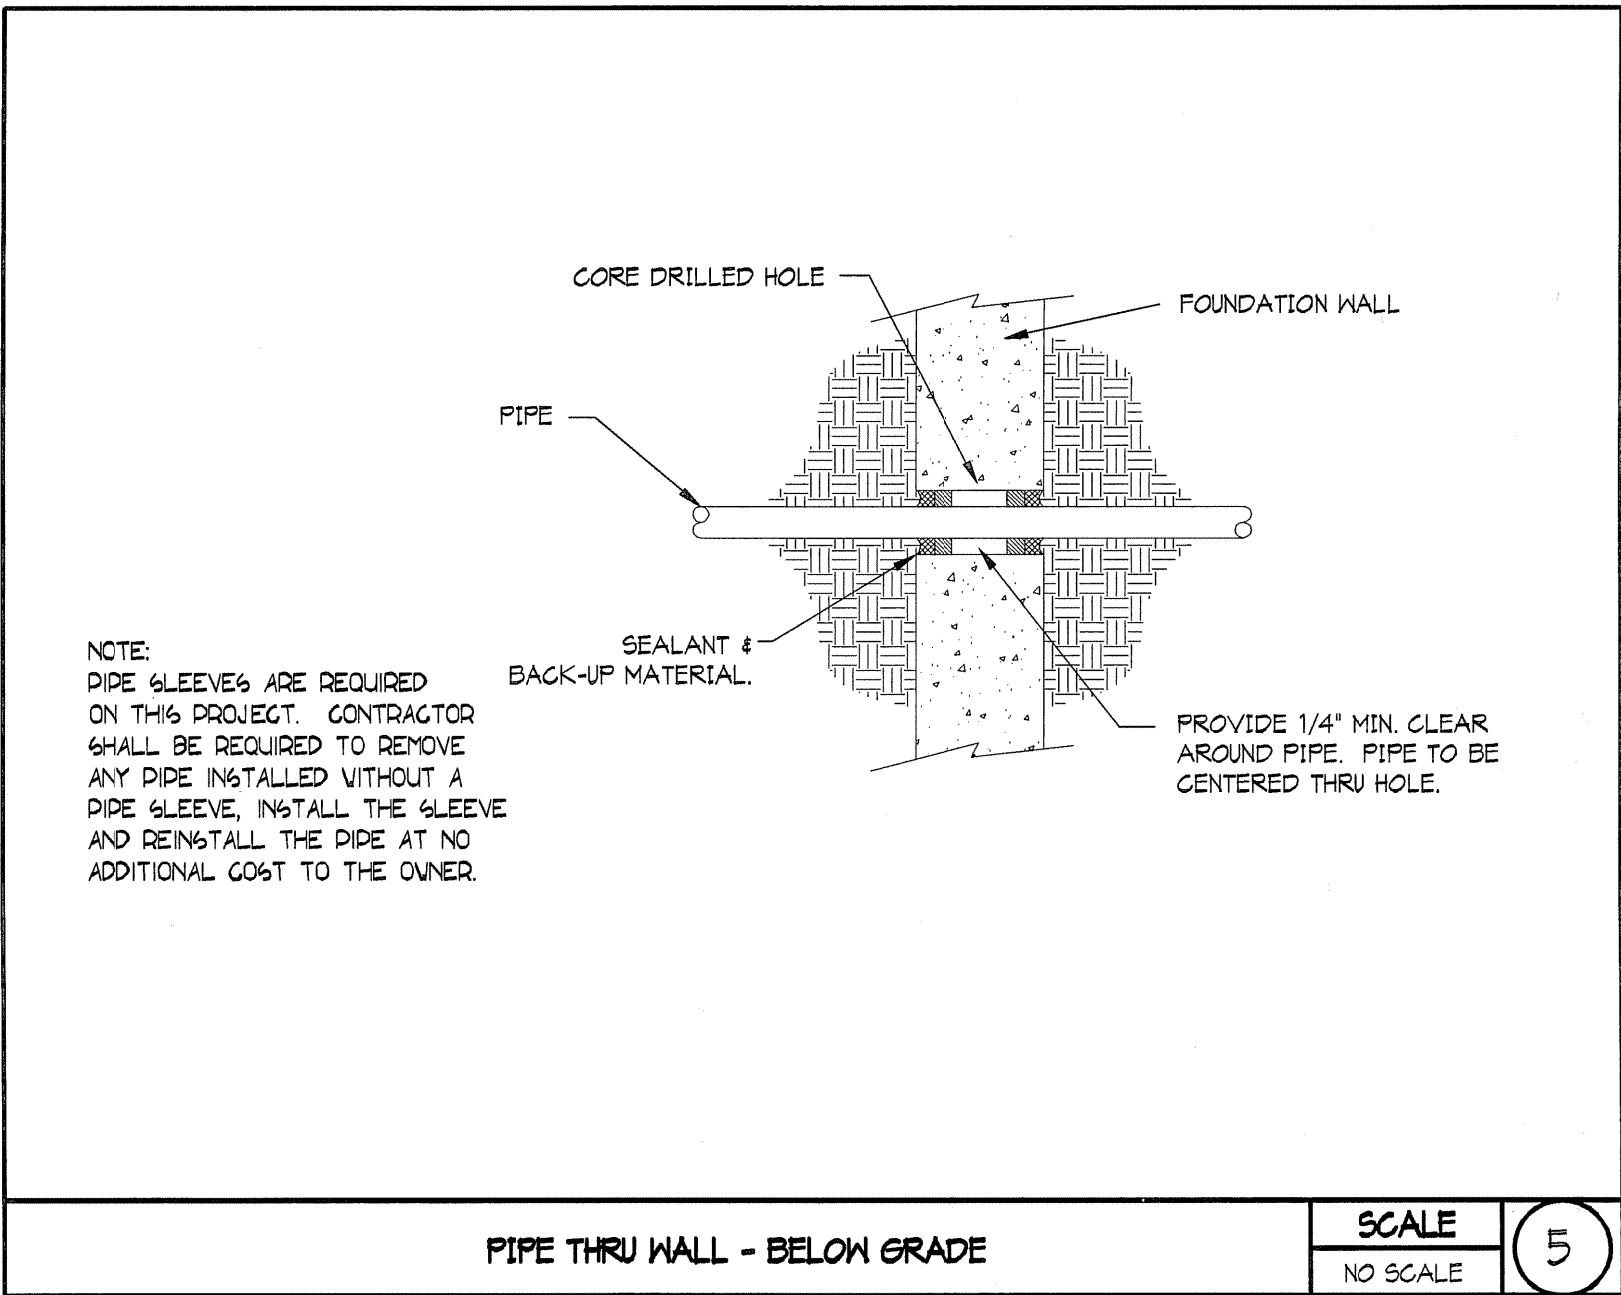 CORE DRILLED HOLE
FOUNDATION WALL
PIPE
SEALANT &
BACK-UP MATERIAL.
NOTE:
PIPE SLEEVES ARE REQUIRED
ON THIS PROJECT. CONTRACTOR
SHALL BE REQUIRED TO REMOVE
ANY PIPE INSTALLED WITHOUT A
PIPE SLEEVE, INSTALL THE SLEEVE
AND REINSTALL THE PIPE AT NO
ADDITIONAL COST TO THE OWNER.
PROVIDE 1/4" MIN. CLEAR
AROUND PIPE. PIPE TO BE
CENTERED THRU HOLE.
PIPE THRU WALL - BELOW GRADE
SCALE
NO SCALE
5